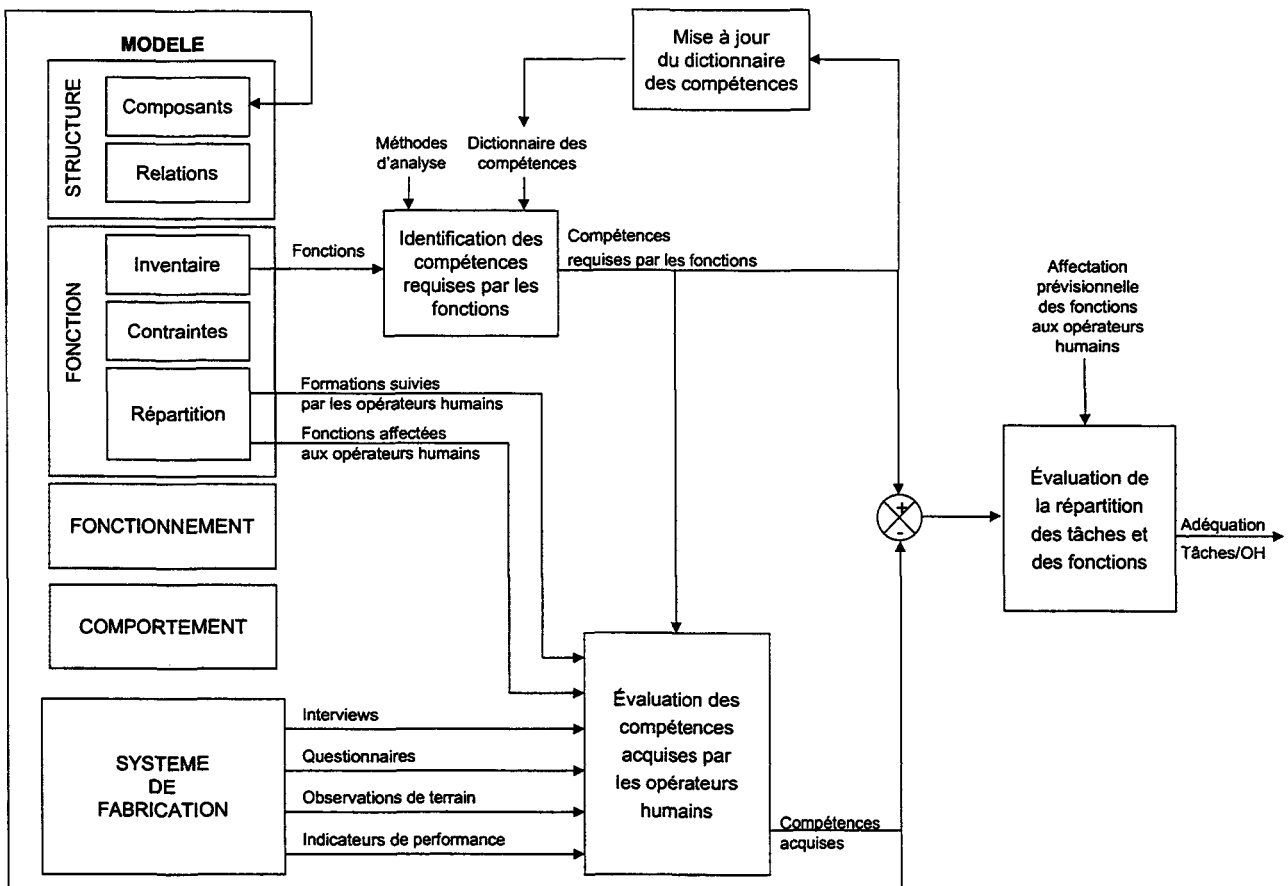 MODELE
STRUCTURE
Composants
Relations
FONCTION
Inventaire
Contraintes
Répartition
FONCTIONNEMENT
COMPORTEMENT
SYSTEME
DE
FABRICATION
Mise à jour
du dictionnaire
des compétences
Méthodes
d'analyse
Dictionnaire des
compétences
Fonctions
Identification des
compétences
requises par les
fonctions
Compétences
requises par les fonctions
Formations suivies
par les opérateurs humains
Fonctions affectées
aux opérateurs humains
Interviews
Questionnaires
Observations de terrain
Indicateurs de performance
Évaluation des
compétences
acquises par
les opérateurs
humains
Compétences
acquises
+
-
Affectation
prévisionnelle
des fonctions
aux opérateurs
humains
Évaluation de
la répartition
des tâches et
des fonctions
Adéquation
Tâches/OH